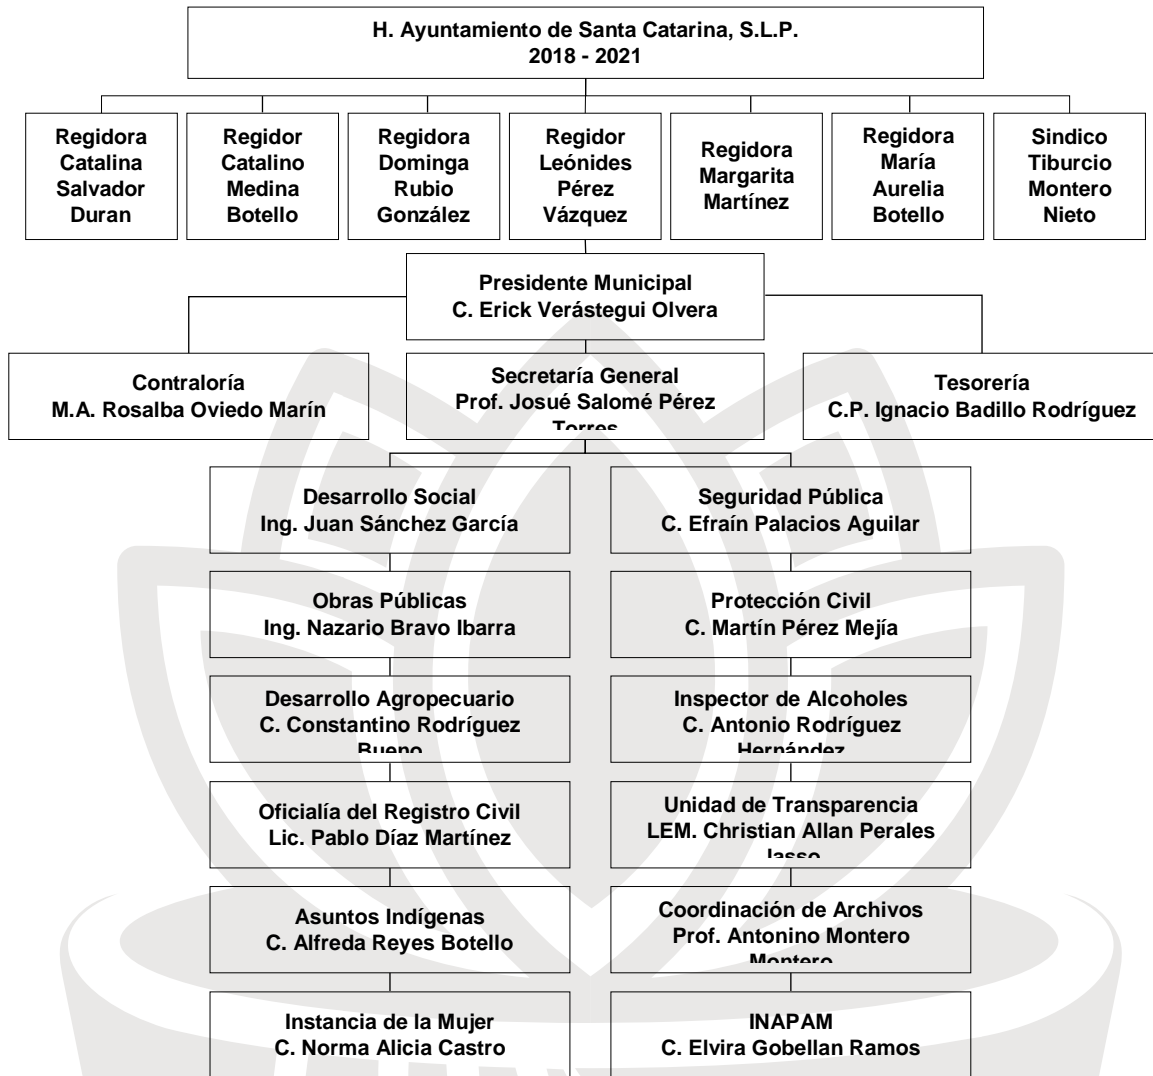 H. Ayuntamiento de Santa Catarina, S.L.P.
2018 - 2021
Regidora
Catalina
Salvador
Duran
Regidor
Catalino
Medina
Botello
Regidora
Dominga
Rubio
González
Regidor
Leónides
Pérez
Vázquez
Regidora
Margarita
Martínez
Regidora
María
Aurelia
Botello
Sindico
Tiburcio
Montero
Nieto
Presidente Municipal
C. Erick Verástegui Olvera
Contraloría
M.A. Rosalba Oviedo Marín
Secretaría General
Prof. Josué Salomé Pérez
Torres
Tesorería
C.P. Ignacio Badillo Rodríguez
Desarrollo Social
Ing. Juan Sánchez García
Seguridad Pública
C. Efraín Palacios Aguilar
Obras Públicas
Ing. Nazario Bravo Ibarra
Protección Civil
C. Martín Pérez Mejía
Desarrollo Agropecuario
C. Constantino Rodríguez
Bueno
Inspector de Alcoholes
C. Antonio Rodríguez
Hernández
Oficialía del Registro Civil
Lic. Pablo Díaz Martínez
Unidad de Transparencia
LEM. Christian Allan Perales
Jasso
Asuntos Indígenas
C. Alfreda Reyes Botello
Coordinación de Archivos
Prof. Antonino Montero
Montero
Instancia de la Mujer
C. Norma Alicia Castro
INAPAM
C. Elvira Gobellan Ramos